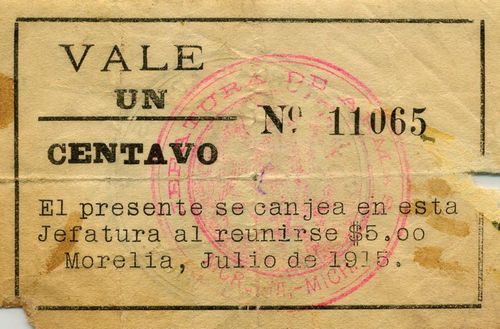 VALE
UN
CENTAVO
Nº 11065
El presente se canjea en esta
Jefatura al reunirse $5.00
Morelia, Julio de 1915.